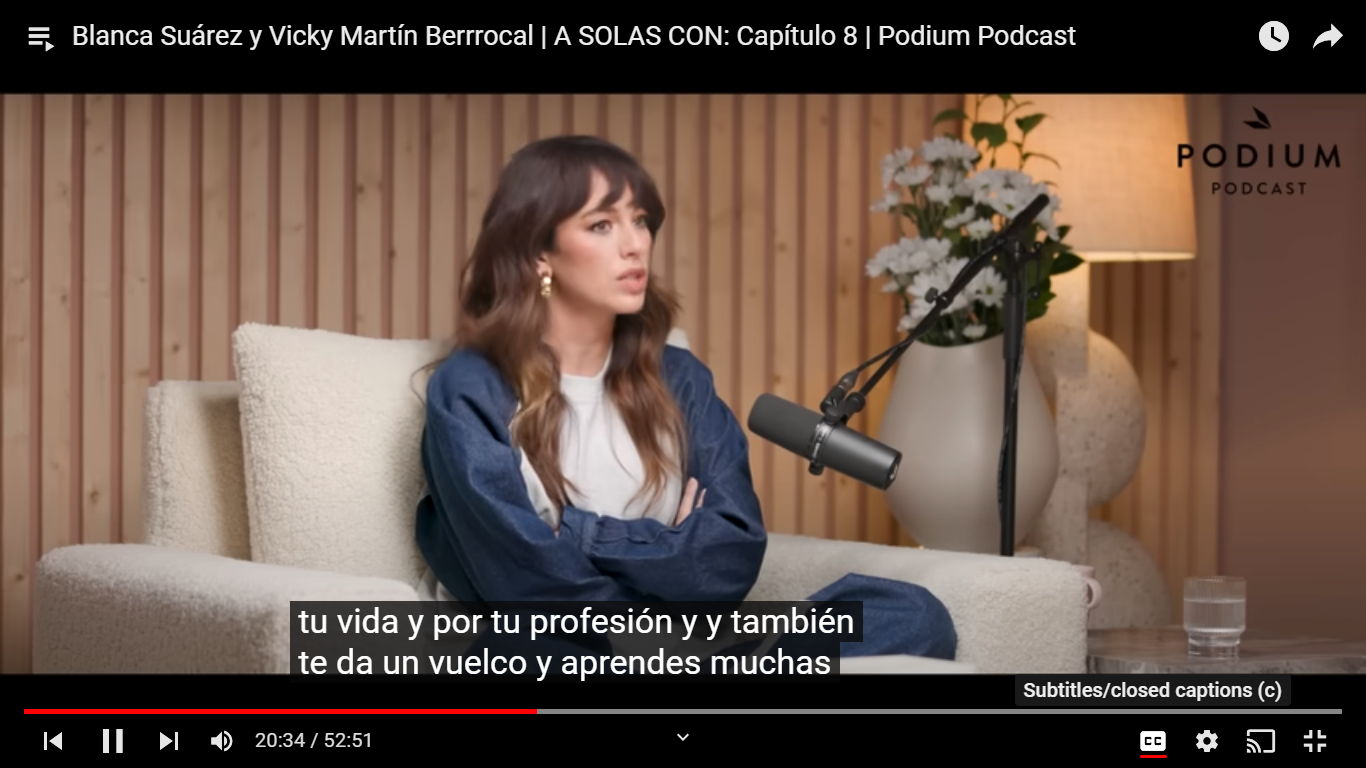 Blanca Suárez y Vicky Martín Berrrocal | A SOLAS CON: Capítulo 8 | Podium Podcast
PODIUM
PODCAST
tu vida y por tu profesión y y también
te da un vuelco y aprendes muchas
Subtitles/closed captions (c)
20:34 / 52:51
CC